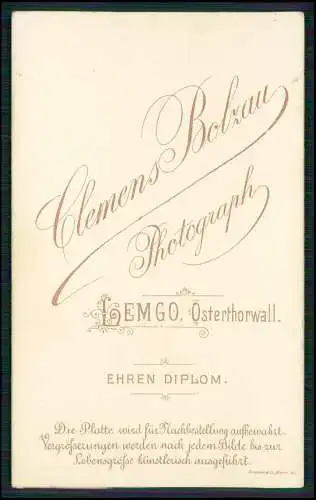 Clemens Bolzau
Photograph
LEMGO, Osterthorwall.
EHREN DIPLOM.
Die Platte wird für Nachbestellung aufbewahrt.
Vergrößerungen werden nach jedem Bilde bis zur
Lebensgröße künstlerisch ausgeführt.